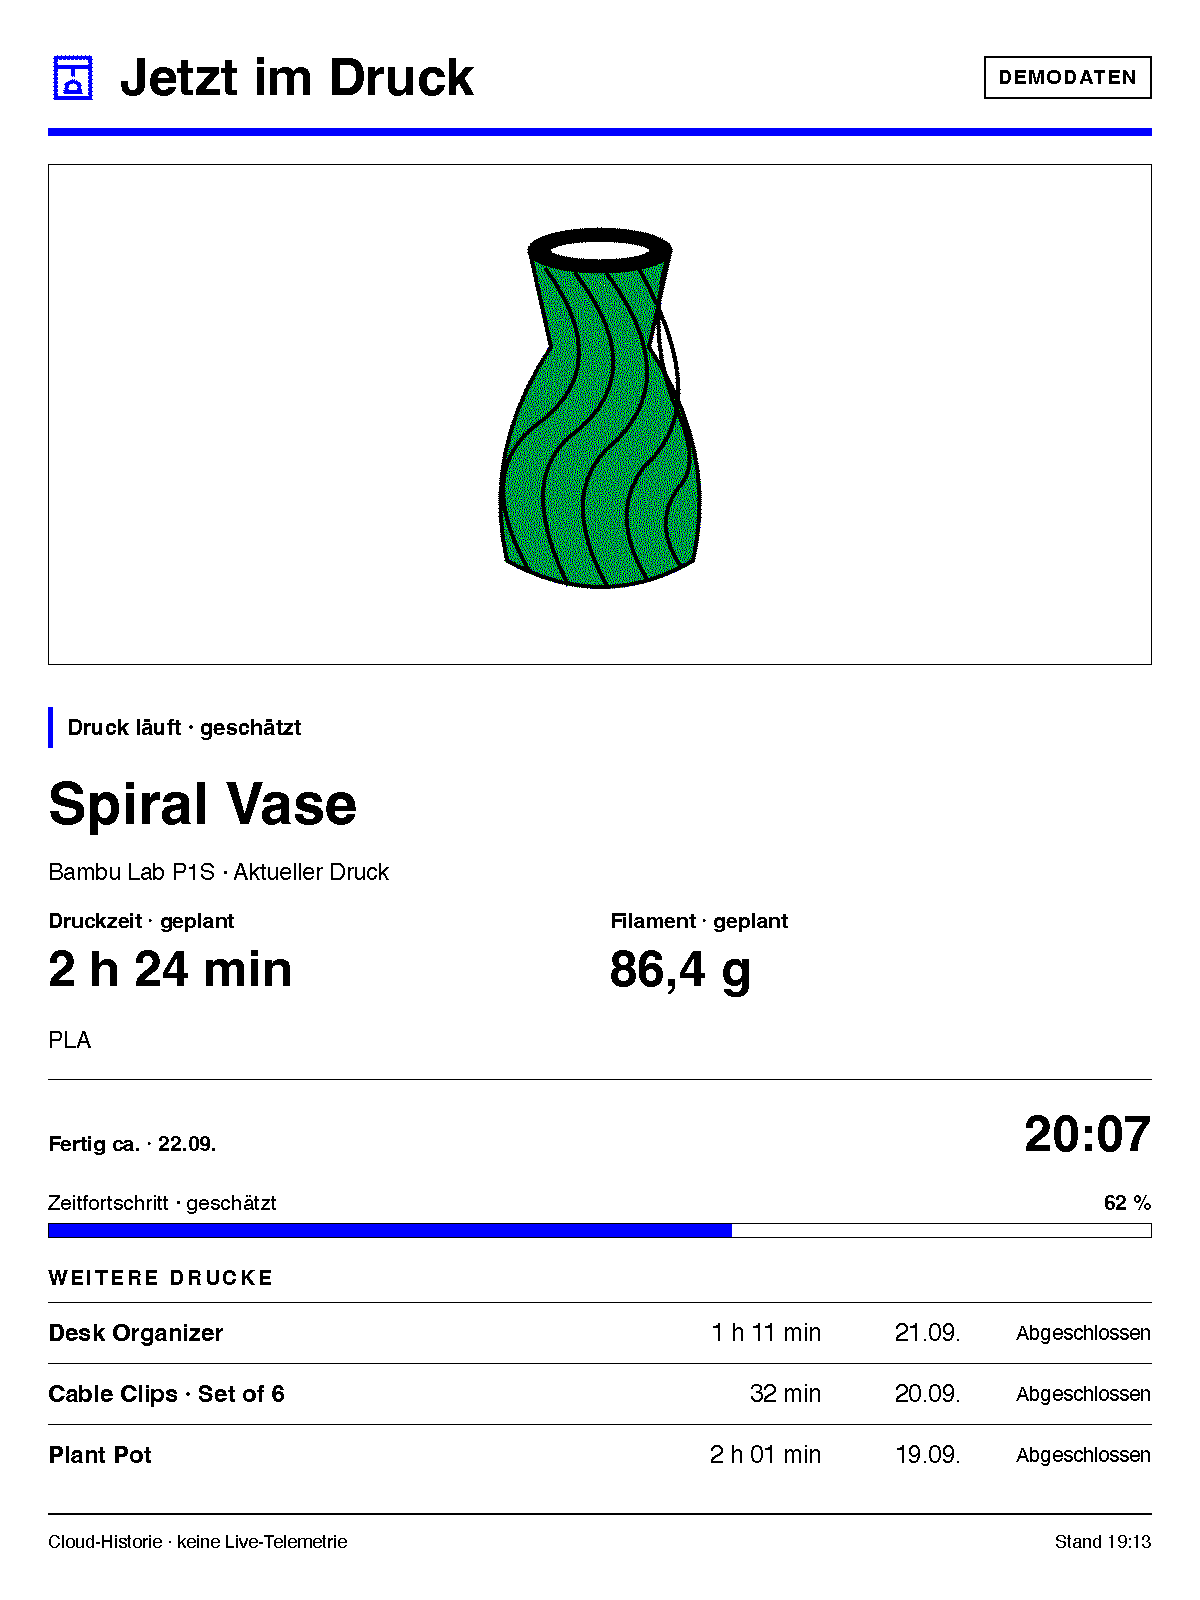 Jetzt im Druck
DEMODATEN
Druck läuft · geschätzt
Spiral Vase
Bambu Lab P1S · Aktueller Druck
Druckzeit · geplant
Filament · geplant
2 h 24 min
86,4 g
PLA
Fertig ca. · 22.09.
20:07
Zeitfortschritt · geschätzt
62 %
WEITERE DRUCKE
Desk Organizer 1 h 11 min 21.09. Abgeschlossen
Cable Clips · Set of 6 32 min 20.09. Abgeschlossen
Plant Pot 2 h 01 min 19.09. Abgeschlossen
Cloud-Historie · keine Live-Telemetrie
Stand 19:13